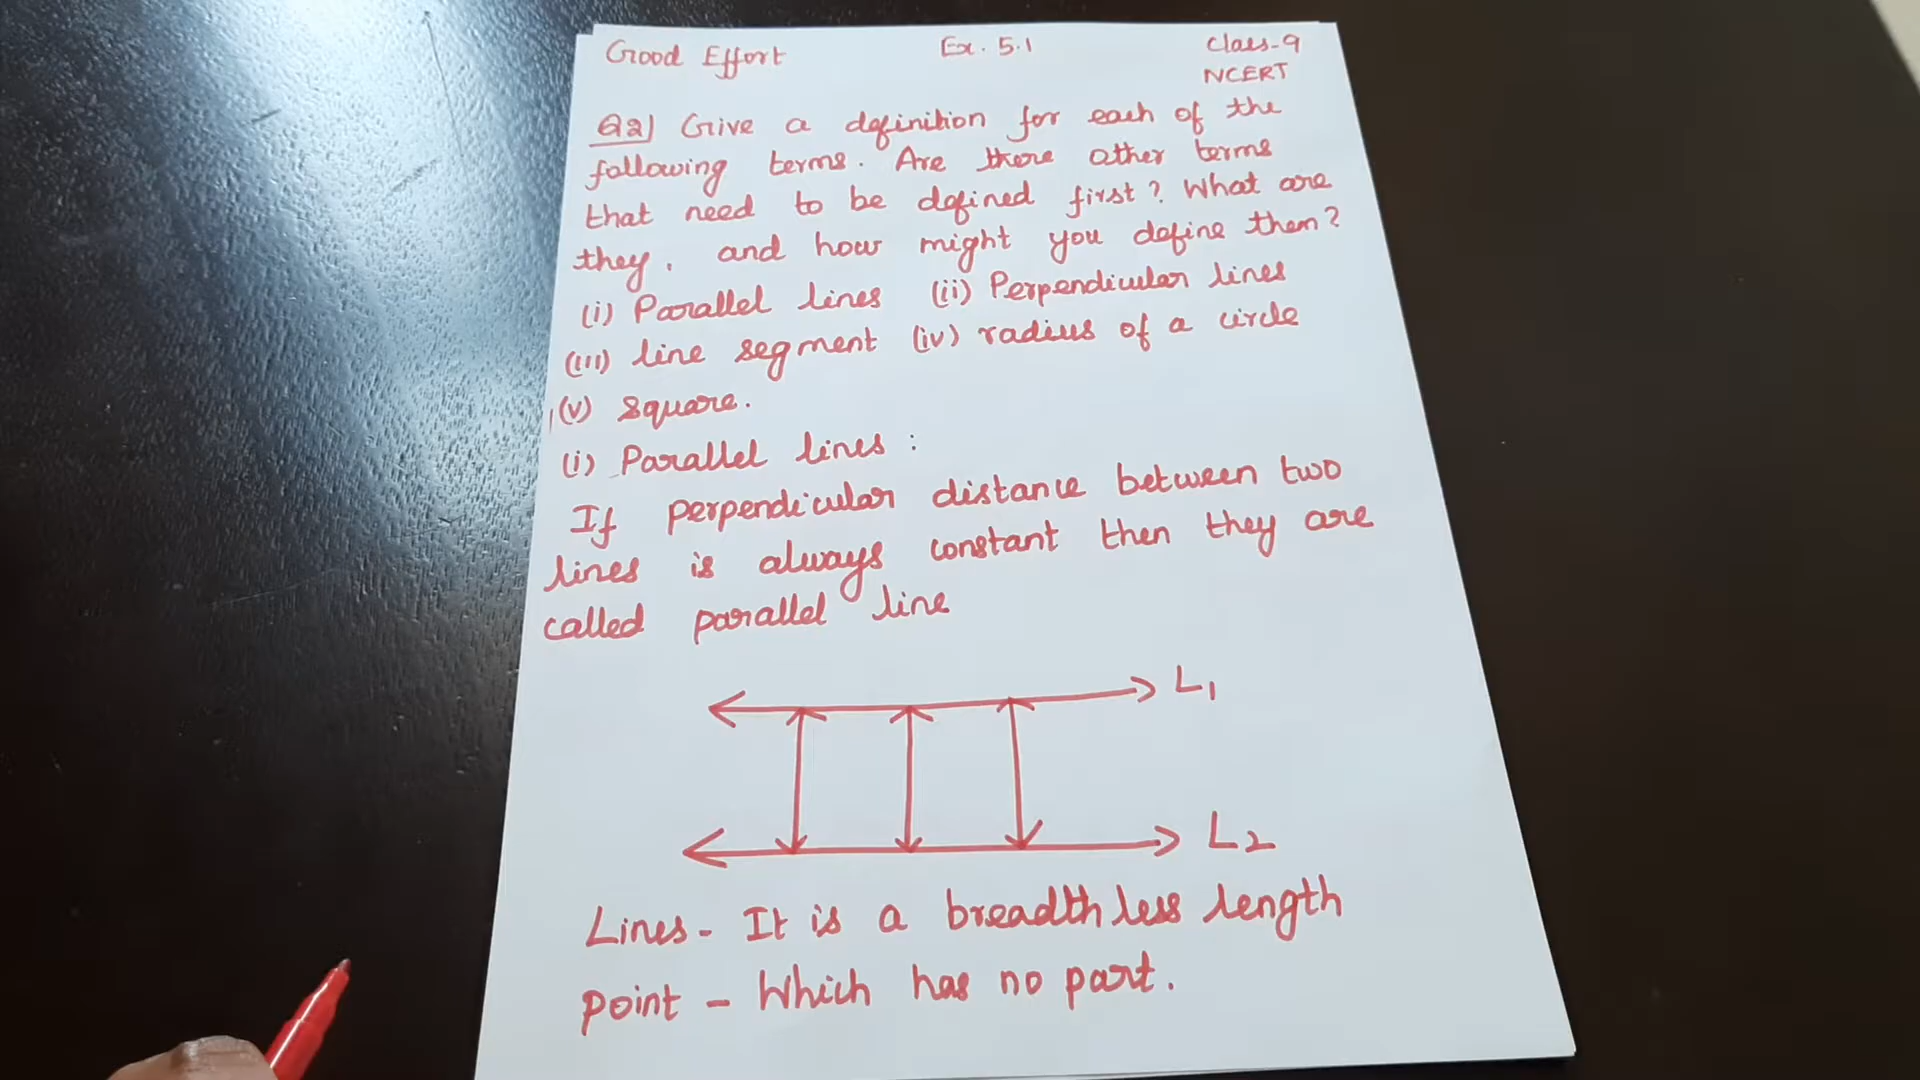 Good Effort Ex. 5.1 Class-9
NCERT
Q2) Give a definition for each of the
following terms. Are there other terms
that need to be defined first? What are
they, and how might you define them?
(i) Parallel lines (ii) Perpendicular lines
(iii) line segment (iv) radius of a circle
(v) square.
(i) Parallel lines :
If perpendicular distance between two
lines is always constant then they are
called parallel line
L1
L2
Lines - It is a breadthless length
point - Which has no part.